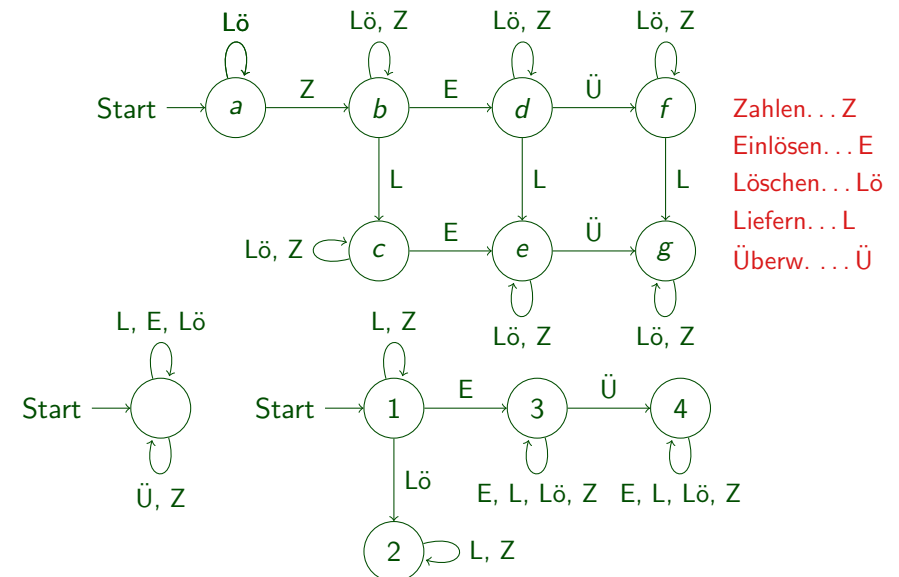 Lö
Lö, Z
Lö, Z
Lö, Z
Start
a
Z
b
E
d
Ü
f
Zahlen. . . Z
Einlösen. . . E
Löschen. . . Lö
Liefern. . . L
Überw. . . . Ü
L
L
L
Lö, Z
c
E
e
Ü
g
Lö, Z
Lö, Z
L, E, Lö
Start
Ü, Z
L, Z
Start
1
E
3
Ü
4
Lö
E, L, Lö, Z
E, L, Lö, Z
2
L, Z